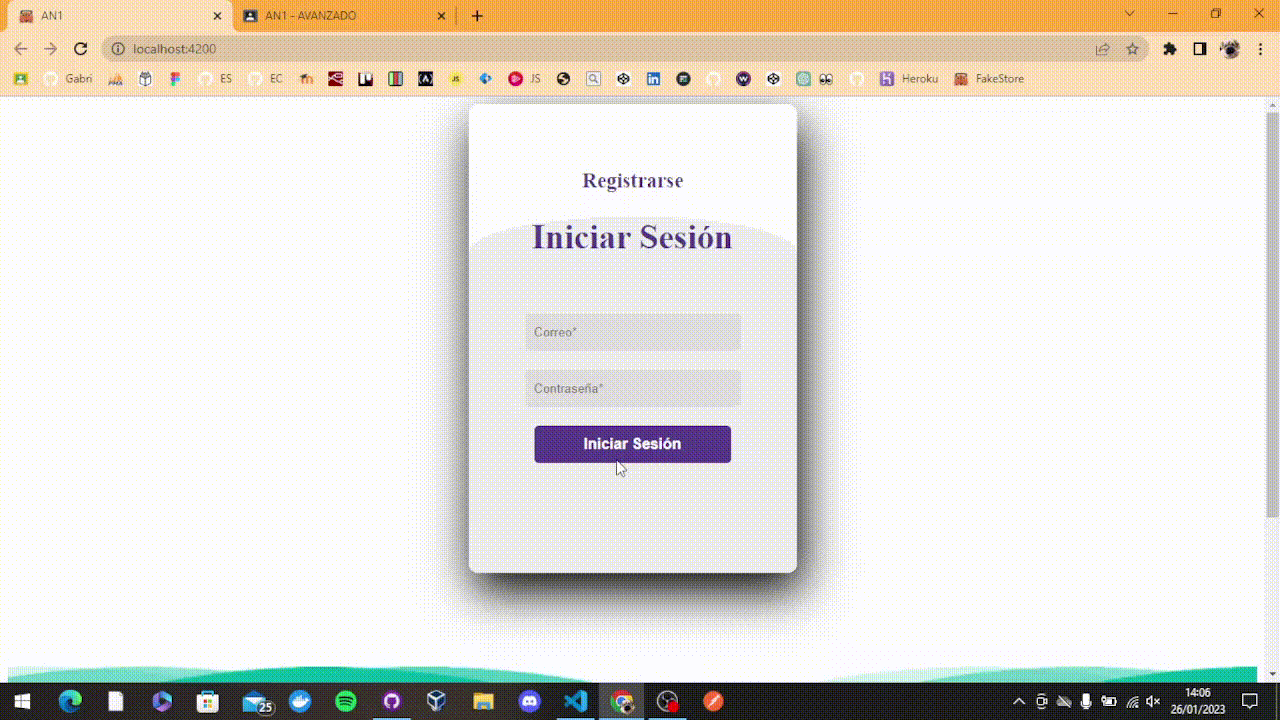 AN1
AN1 - AVANZADO
localhost:4200
Gabri
ES
EC
JS
JS
Heroku
FakeStore
Registrarse
Iniciar Sesión
Correo*
Contraseña*
Iniciar Sesión
25
14:06
26/01/2023